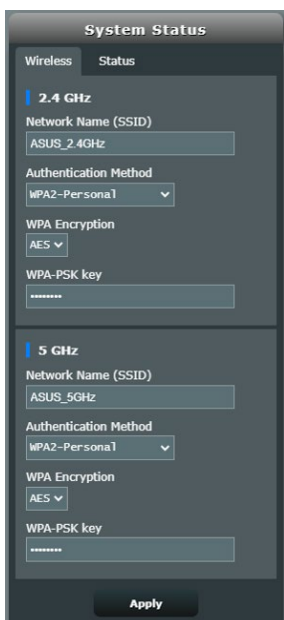 System Status
Wireless Status
2.4 GHz
Network Name (SSID)
ASUS_2.4GHz
Authentication Method
WPA2-Personal
WPA Encryption
AES
WPA-PSK key
••••••••
5 GHz
Network Name (SSID)
ASUS_5GHz
Authentication Method
WPA2-Personal
WPA Encryption
AES
WPA-PSK key
••••••••
Apply